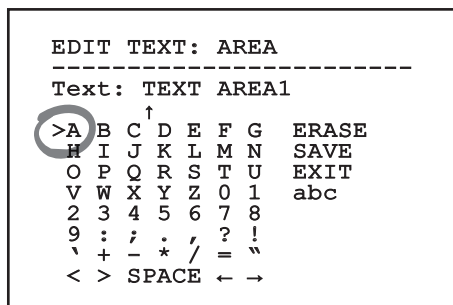 EDIT TEXT: AREA
------------------------
Text: TEXT AREA1
↑
>A B C D E F G ERASE
H I J K L M N SAVE
O P Q R S T U EXIT
V W X Y Z 0 1 abc
2 3 4 5 6 7 8
9 : ; . , ? !
‵ + – * / = ‶
< > SPACE ← →